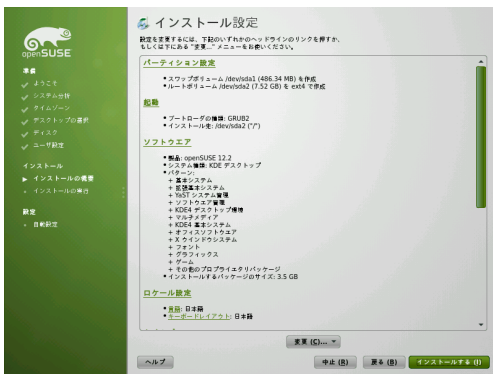 openSUSE
準備
ようこそ
システム分析
タイムゾーン
デスクトップの選択
ディスク
ユーザ設定
インストール
インストールの概要
インストールの実行
設定
自動設定
インストール設定
設定を変更するには、下記のいずれかのヘッドラインのリンクを押すか、
もしくは下にある "変更..." メニューをお使いください。
パーティション設定
スワップボリューム /dev/sda1 (486.34 MB) を作成
ルートボリューム /dev/sda2 (7.52 GB) を ext4 で作成
起動
ブートローダの種類: GRUB2
インストール先: /dev/sda2 ("/")
ソフトウエア
製品: openSUSE 12.2
システム種類: KDE デスクトップ
パターン:
+ 基本システム
+ 拡張基本システム
+ YaST システム管理
+ ソフトウエア管理
+ KDE4 デスクトップ環境
+ マルチメディア
+ KDE4 基本システム
+ オフィスソフトウエア
+ X ウインドウシステム
+ フォント
+ グラフィックス
+ ゲーム
+ その他のプロプライエタリパッケージ
インストールするパッケージのサイズ: 3.5 GB
ロケール設定
言語: 日本語
キーボードレイアウト: 日本語
変更 (C)...
ヘルプ
中止 (R)
戻る (B)
インストールする (I)